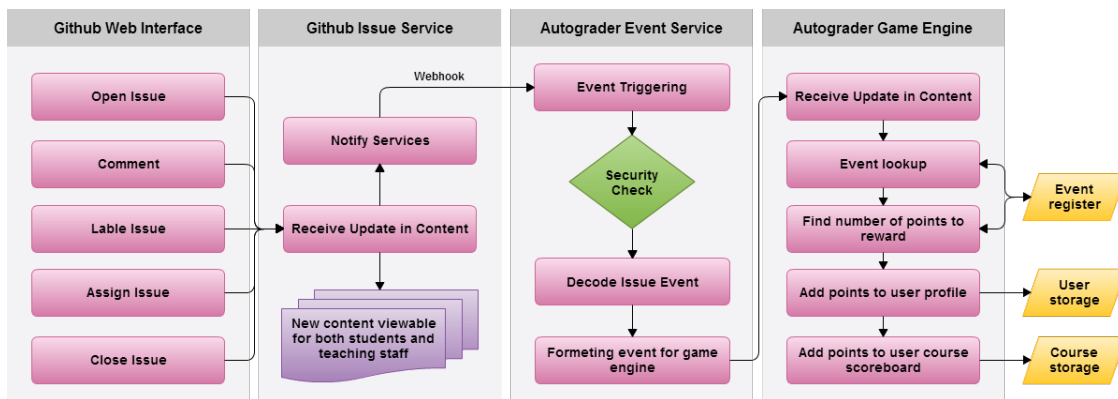 Github Web Interface
Github Issue Service
Autograder Event Service
Autograder Game Engine
Open Issue
Comment
Lable Issue
Assign Issue
Close Issue
Webhook
Notify Services
Receive Update in Content
New content viewable
for both students and
teaching staff
Event Triggering
Security
Check
Decode Issue Event
Formeting event for game
engine
Receive Update in Content
Event lookup
Find number of points to
reward
Add points to user profile
Add points to user course
scoreboard
Event
register
User
storage
Course
storage